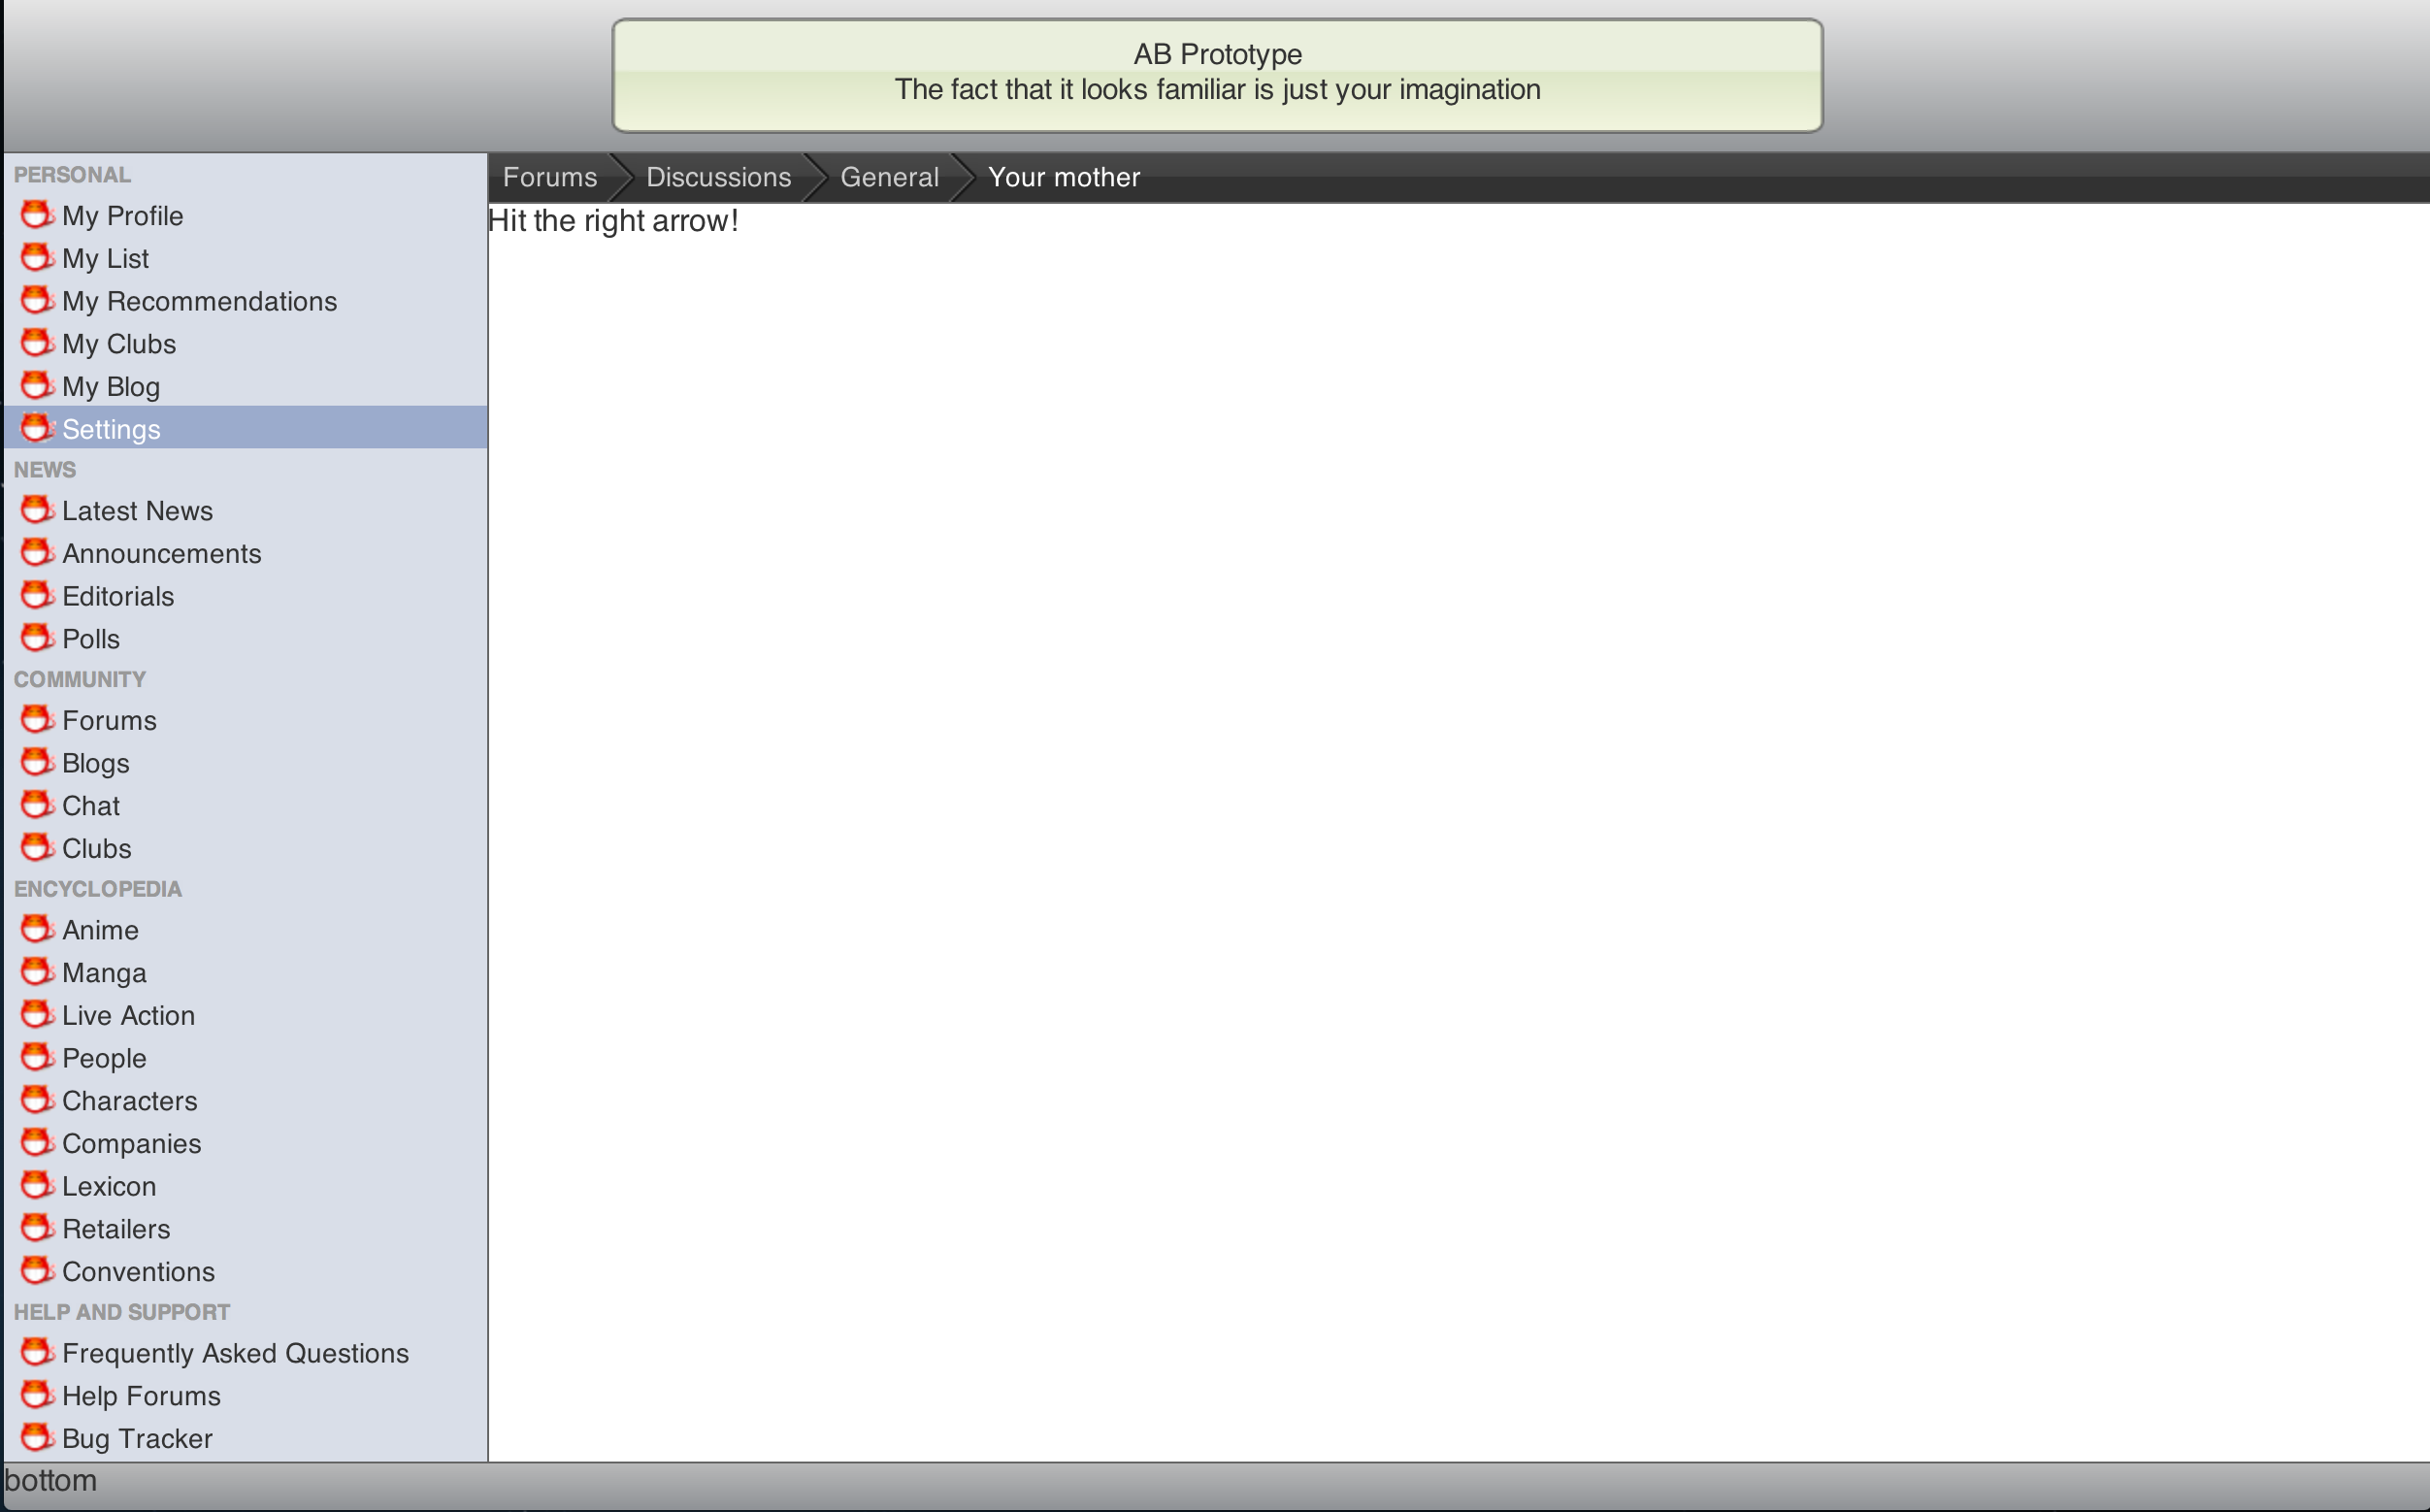 AB Prototype
The fact that it looks familiar is just your imagination
PERSONAL
My Profile
My List
My Recommendations
My Clubs
My Blog
Settings
NEWS
Latest News
Announcements
Editorials
Polls
COMMUNITY
Forums
Blogs
Chat
Clubs
ENCYCLOPEDIA
Anime
Manga
Live Action
People
Characters
Companies
Lexicon
Retailers
Conventions
HELP AND SUPPORT
Frequently Asked Questions
Help Forums
Bug Tracker
Forums Discussions General Your mother
Hit the right arrow!
bottom